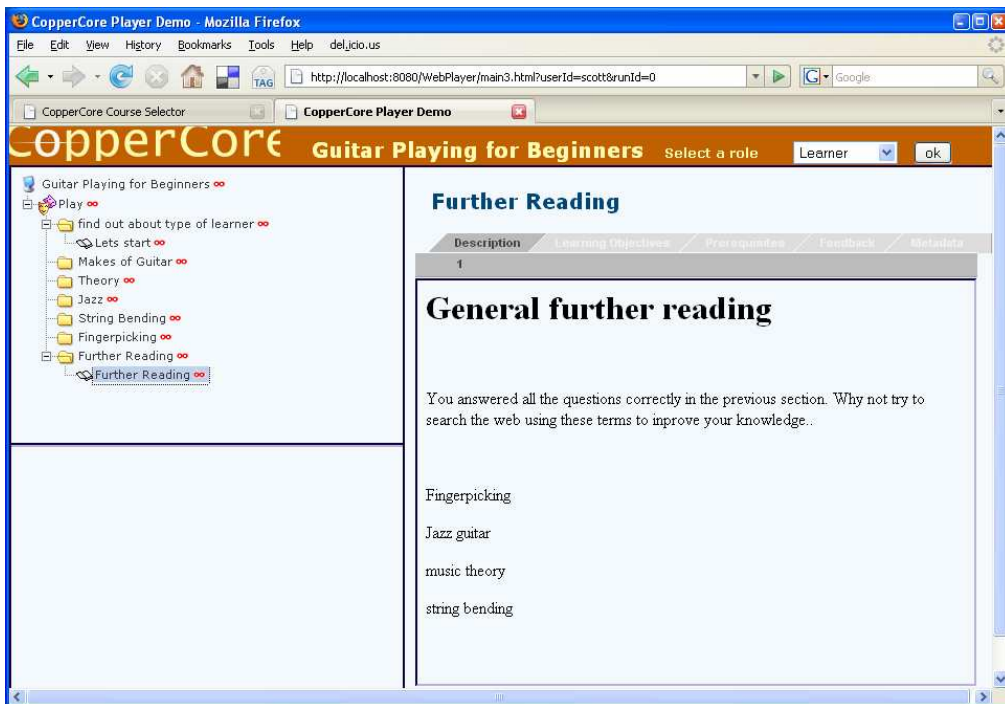 CopperCore Player Demo - Mozilla Firefox
File Edit View History Bookmarks Tools Help del.icio.us
TAG http://localhost:8080/WebPlayer/main3.html?userId=scott&runId=0 G Google
CopperCore Course Selector CopperCore Player Demo
CopperCore Guitar Playing for Beginners Select a role Learner ok
Guitar Playing for Beginners
Play
find out about type of learner
Lets start
Makes of Guitar
Theory
Jazz
String Bending
Fingerpicking
Further Reading
Further Reading
Further Reading
Description Learning Objectives Prerequisites Feedback Metadata
1
General further reading
You answered all the questions correctly in the previous section. Why not try to
search the web using these terms to inprove your knowledge..
Fingerpicking
Jazz guitar
music theory
string bending